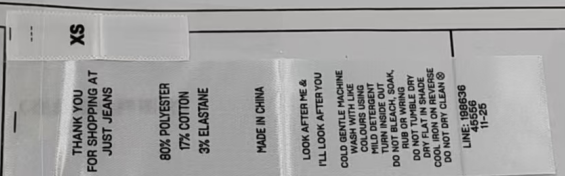 XS
THANK YOU
FOR SHOPPING AT
JUST JEANS
80% POLYESTER
17% COTTON
3% ELASTANE
MADE IN CHINA
LOOK AFTER ME &
I'LL LOOK AFTER YOU
COLD GENTLE MACHINE
WASH WITH LIKE
COLOURS USING
MILD DETERGENT
TURN INSIDE OUT
DO NOT BLEACH, SOAK,
RUB OR WRING
DO NOT TUMBLE DRY
DRY FLAT IN SHADE
COOL IRON ON REVERSE
DO NOT DRY CLEAN Ⓧ
LINE: 198636
45556
11-25